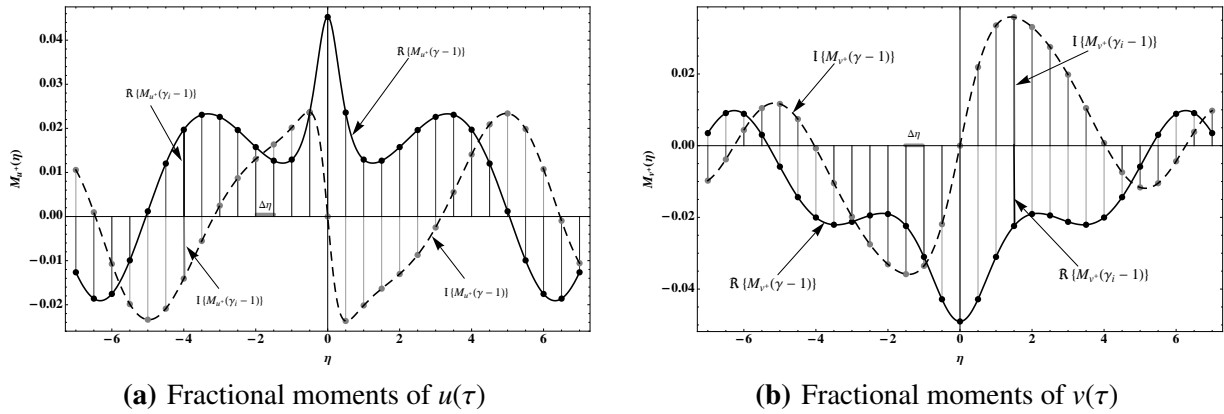 0.04
0.03
0.02
0.01
0.00
−0.01
−0.02
−6
−4
−2
0
2
4
6
η
M_{u⁺}(η)
ℝ{M_{u⁺}(γ − 1)}
ℝ{M_{u⁺}(γ_i − 1)}
Δη
𝕀{M_{u⁺}(γ_i − 1)}
𝕀{M_{u⁺}(γ − 1)}
(a) Fractional moments of u(τ)
0.02
0.00
−0.02
−0.04
−6
−4
−2
0
2
4
6
η
M_{v⁺}(η)
𝕀{M_{v⁺}(γ − 1)}
𝕀{M_{v⁺}(γ_i − 1)}
Δη
ℝ{M_{v⁺}(γ − 1)}
ℝ{M_{v⁺}(γ_i − 1)}
(b) Fractional moments of v(τ)